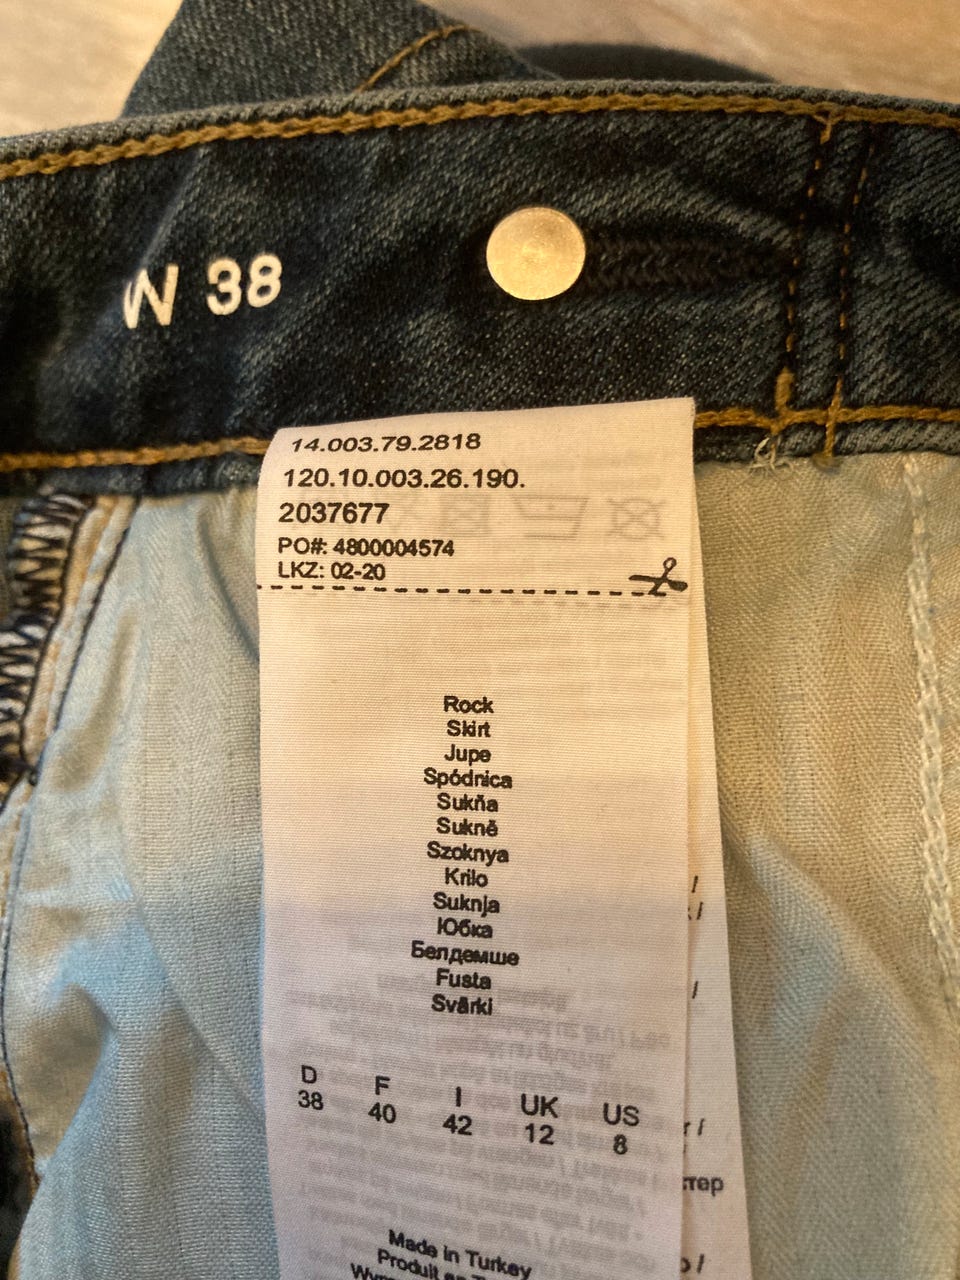 W 38
14.003.79.2818
120.10.003.26.190.
2037677
PO#: 4800004574
LKZ: 02-20
Rock
Skirt
Jupe
Spódnica
Sukňa
Sukně
Szoknya
Krilo
Suknja
Юбка
Белдемше
Fusta
Svārki
D F I UK US
38 40 42 12 8
Made in Turkey
Produit en